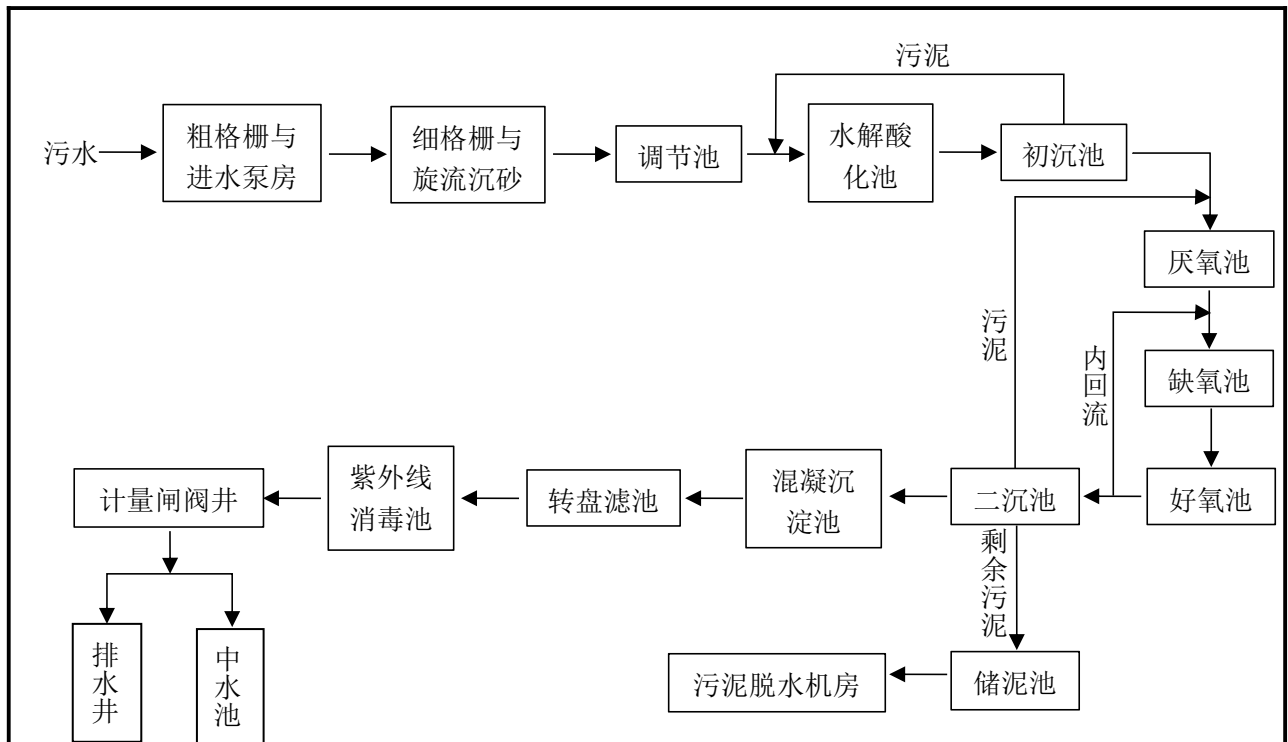 污泥
污水
粗格栅与
进水泵房
细格栅与
旋流沉砂
调节池
水解酸
化池
初沉池
厌氧池
污泥
内回流
缺氧池
计量闸阀井
紫外线
消毒池
转盘滤池
混凝沉
淀池
二沉池
好氧池
剩余污泥
排水井
中水池
污泥脱水机房
储泥池